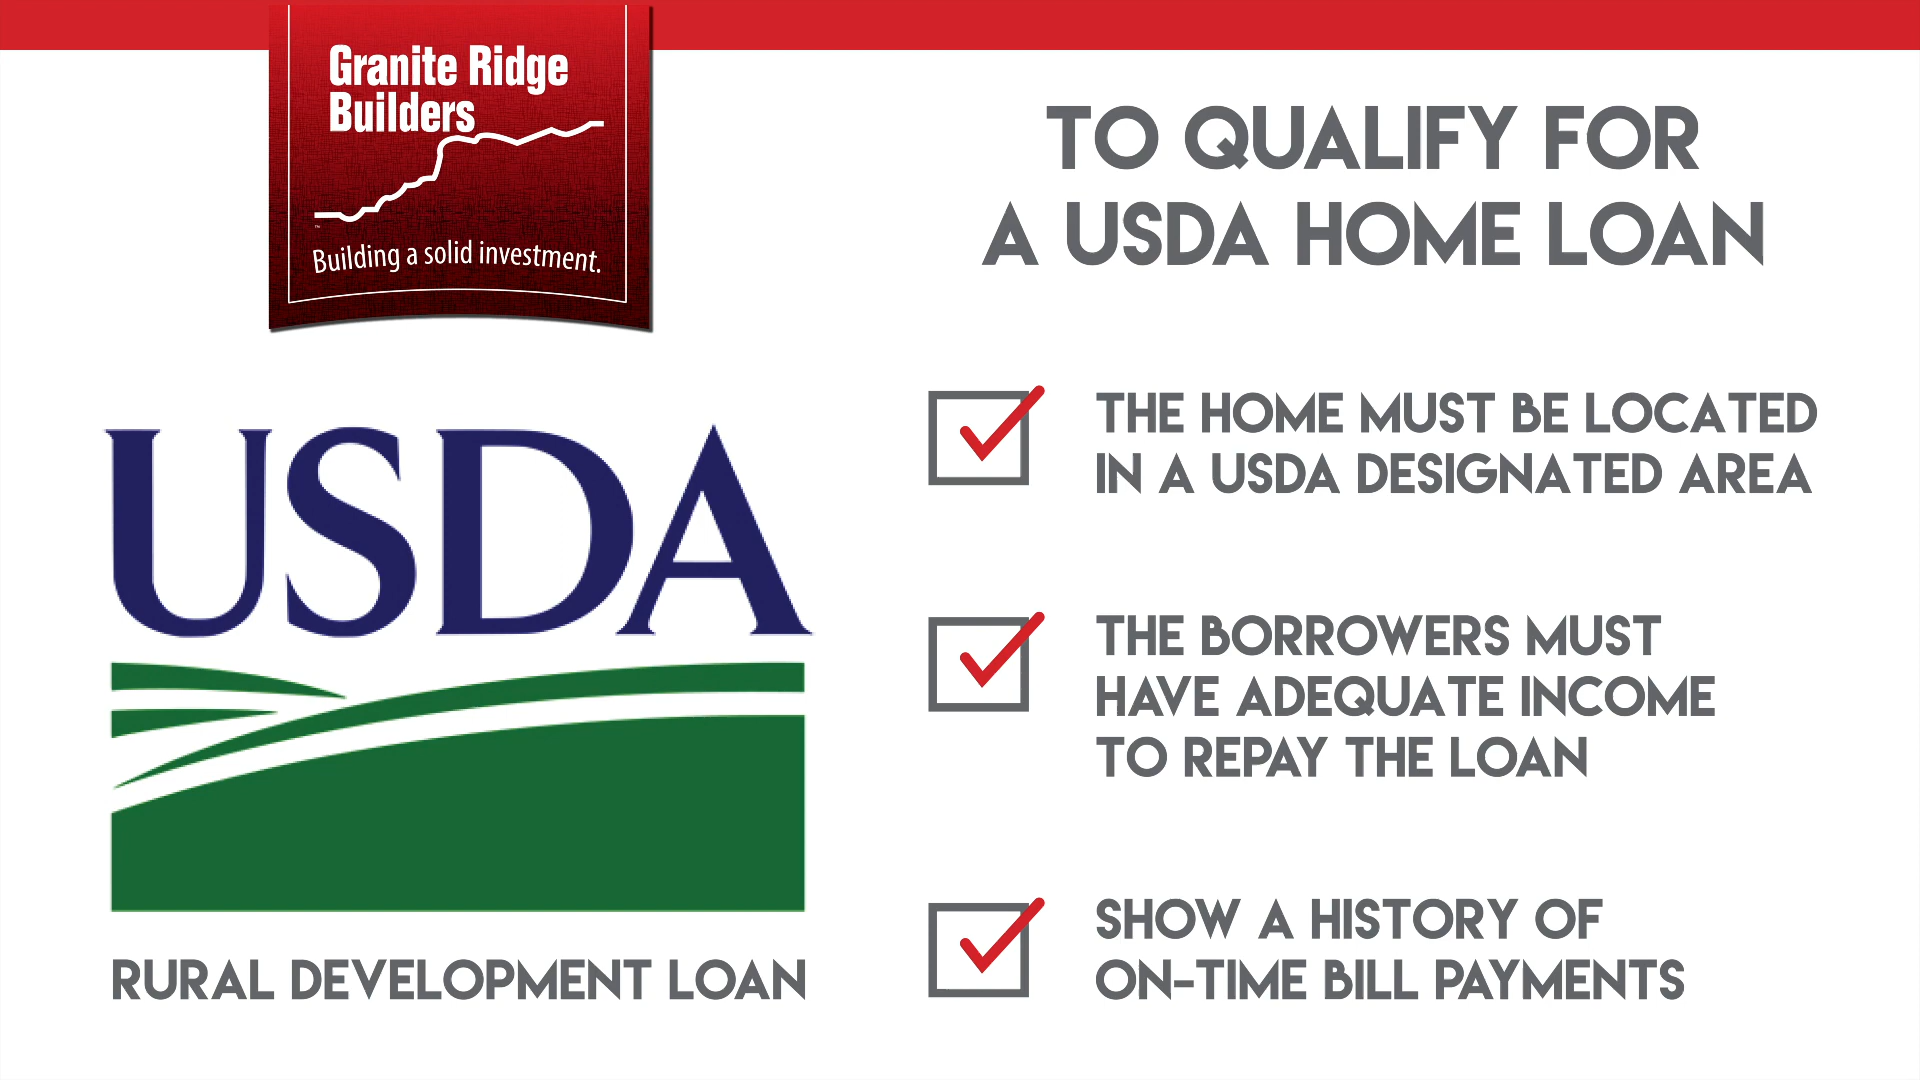 Granite Ridge
Builders
™
Building a solid investment.
USDA
RURAL DEVELOPMENT LOAN
TO QUALIFY FOR
A USDA HOME LOAN
THE HOME MUST BE LOCATED
IN A USDA DESIGNATED AREA
THE BORROWERS MUST
HAVE ADEQUATE INCOME
TO REPAY THE LOAN
SHOW A HISTORY OF
ON-TIME BILL PAYMENTS